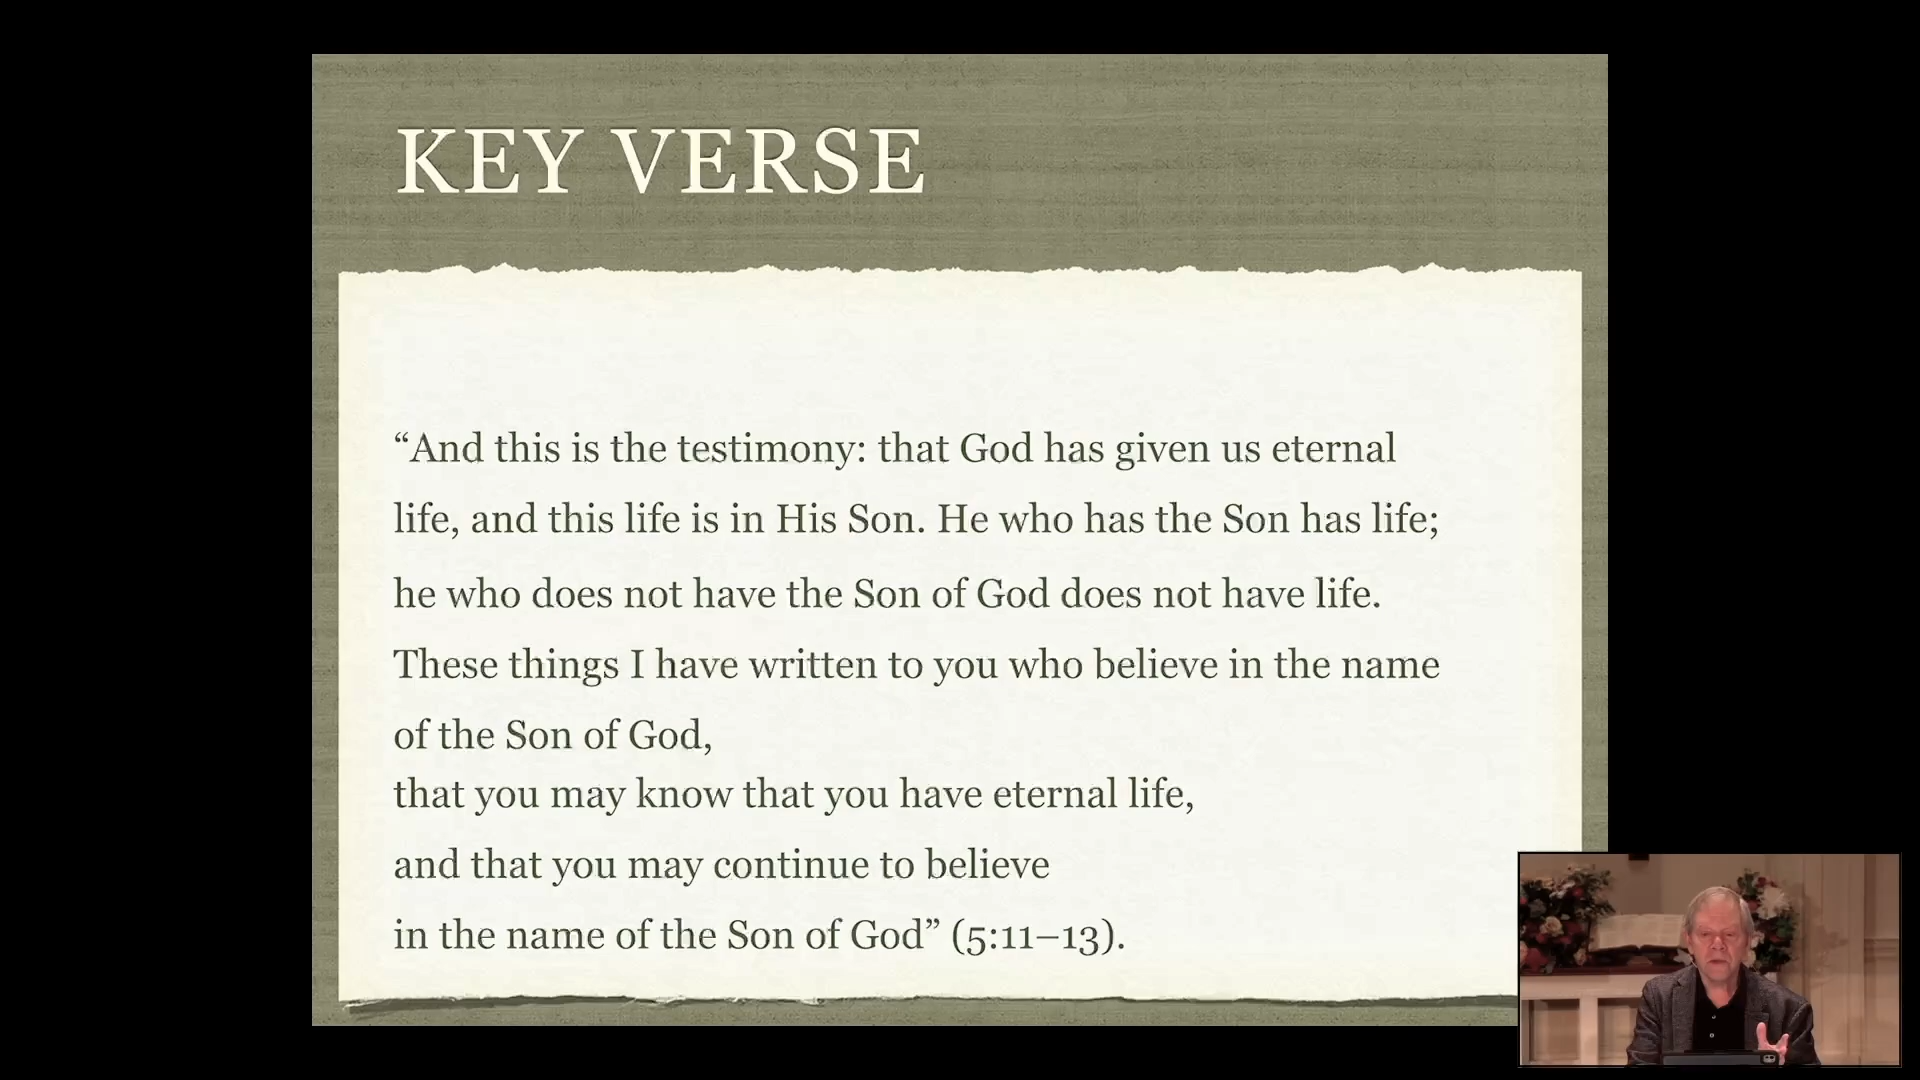 KEY VERSE
“And this is the testimony: that God has given us eternal
life, and this life is in His Son. He who has the Son has life;
he who does not have the Son of God does not have life.
These things I have written to you who believe in the name
of the Son of God,
that you may know that you have eternal life,
and that you may continue to believe
in the name of the Son of God” (5:11–13).